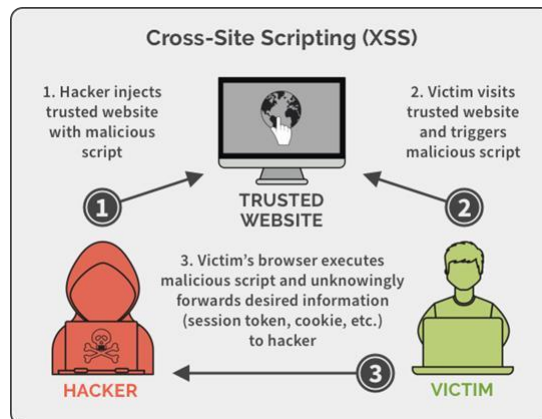 Cross-Site Scripting (XSS)
1. Hacker injects
trusted website
with malicious
script
2. Victim visits
trusted website
and triggers
malicious script
1
TRUSTED
WEBSITE
2
3. Victim's browser executes
malicious script and unknowingly
forwards desired information
(session token, cookie, etc.)
to hacker
3
HACKER
VICTIM